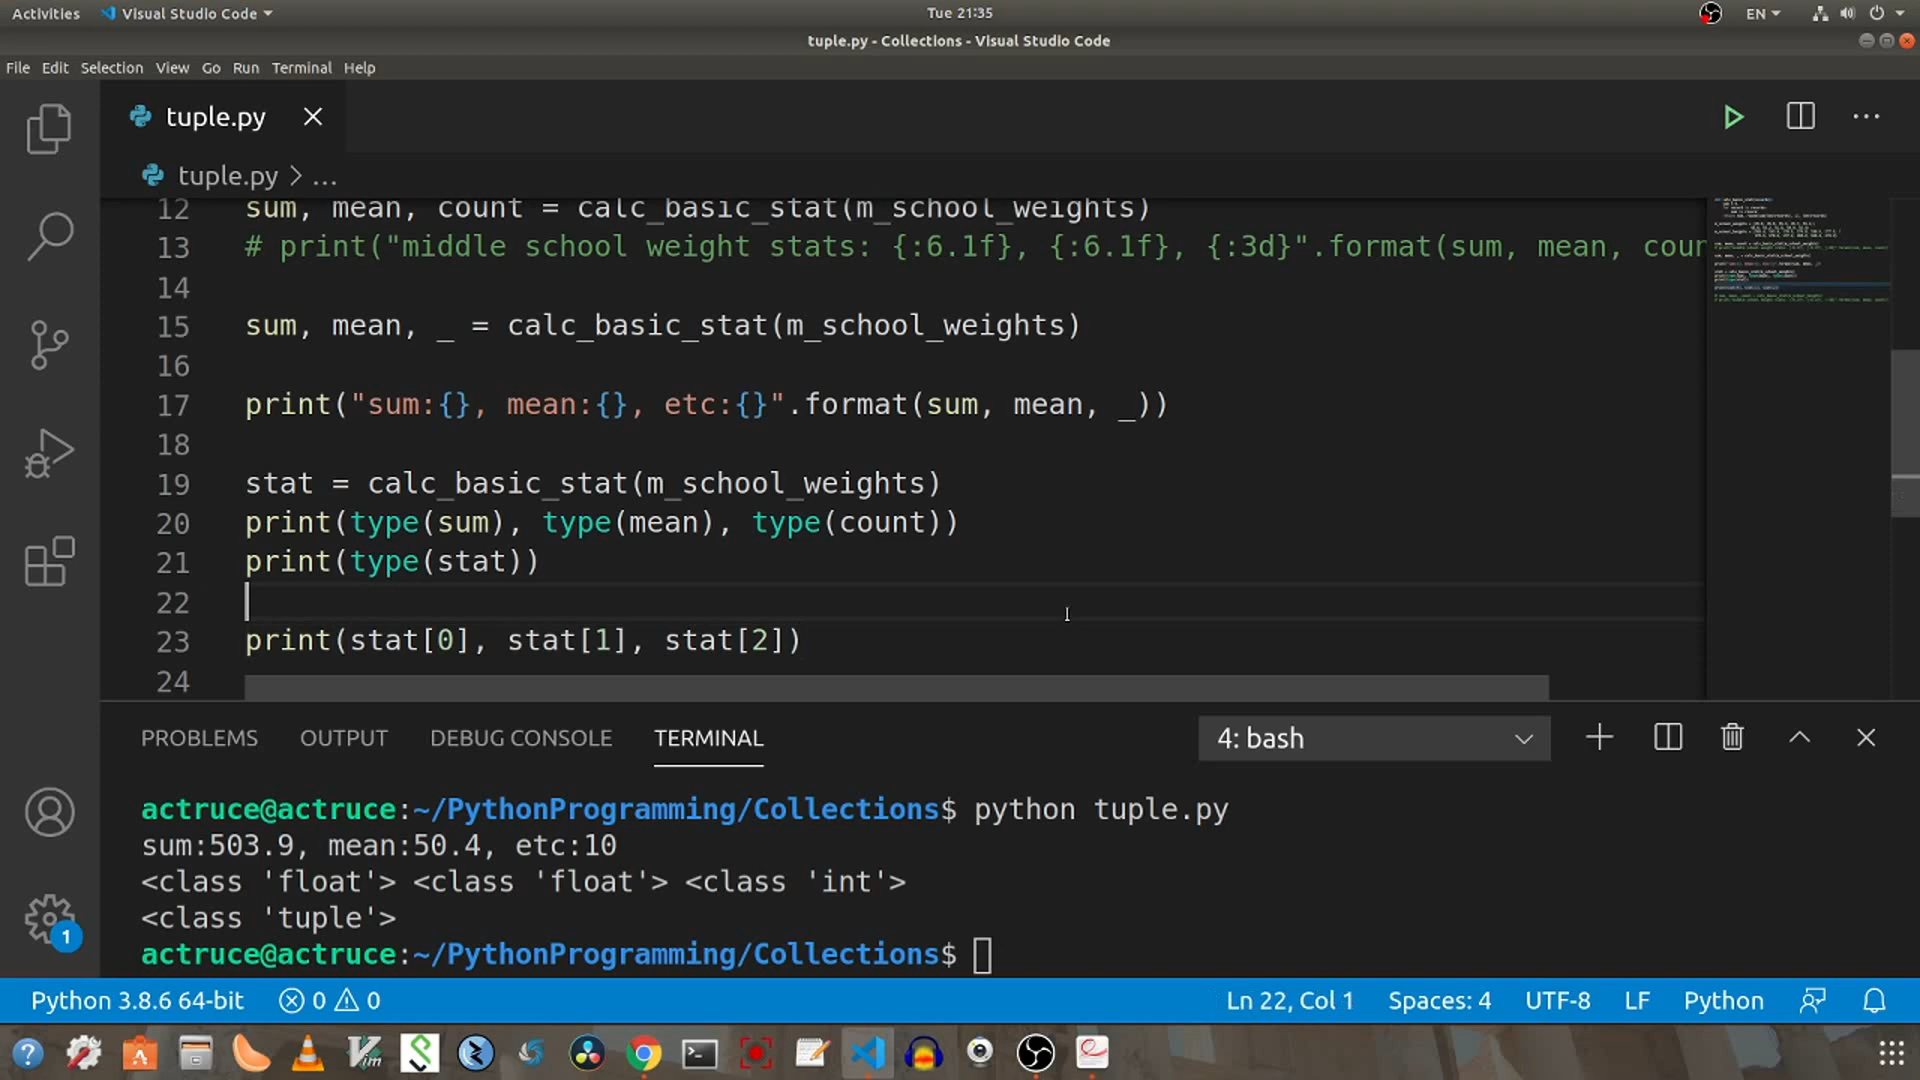 Activities Visual Studio Code Tue 21:35 EN
tuple.py - Collections - Visual Studio Code
File Edit Selection View Go Run Terminal Help
tuple.py
tuple.py > ...
12 sum, mean, count = calc_basic_stat(m_school_weights)
13 # print("middle school weight stats: {:6.1f}, {:6.1f}, {:3d}".format(sum, mean, coun
14
15 sum, mean, _ = calc_basic_stat(m_school_weights)
16
17 print("sum:{}, mean:{}, etc:{}".format(sum, mean, _))
18
19 stat = calc_basic_stat(m_school_weights)
20 print(type(sum), type(mean), type(count))
21 print(type(stat))
22
23 print(stat[0], stat[1], stat[2])
24
PROBLEMS OUTPUT DEBUG CONSOLE TERMINAL 4: bash
actruce@actruce:~/PythonProgramming/Collections$ python tuple.py
sum:503.9, mean:50.4, etc:10
<class 'float'> <class 'float'> <class 'int'>
<class 'tuple'>
actruce@actruce:~/PythonProgramming/Collections$
1
Python 3.8.6 64-bit 0 0 Ln 22, Col 1 Spaces: 4 UTF-8 LF Python